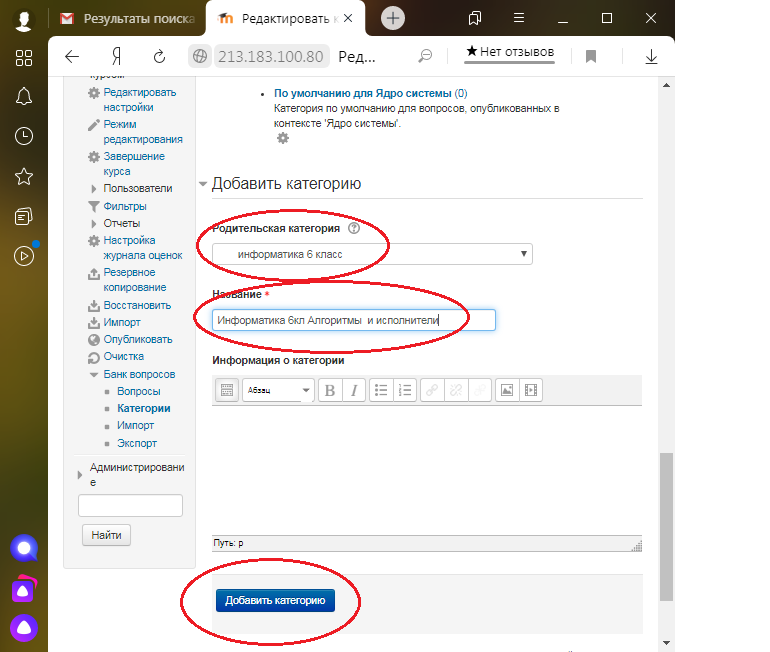 Результаты поиска
Редактировать к
213.183.100.80
Ред...
Нет отзывов
курсом
Редактировать
настройки
Режим
редактирования
Завершение
курса
Пользователи
Фильтры
Отчеты
Настройка
журнала оценок
Резервное
копирование
Восстановить
Импорт
Опубликовать
Очистка
Банк вопросов
Вопросы
Категории
Импорт
Экспорт
Администрировани
е
Найти
По умолчанию для Ядро системы (0)
Категория по умолчанию для вопросов, опубликованных в
контексте 'Ядро системы'.
Добавить категорию
Родительская категория
информатика 6 класс
Название *
Информатика 6кл Алгоритмы и исполнители
Информация о категории
Абзац
B I
Путь: p
Добавить категорию